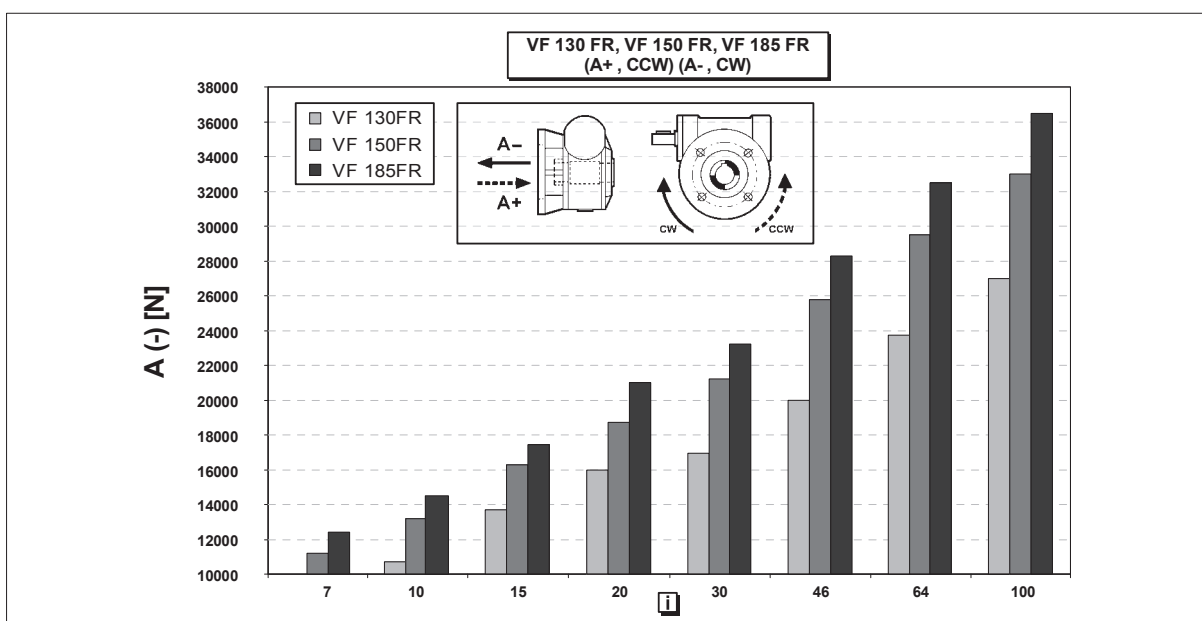 VF 130 FR, VF 150 FR, VF 185 FR
(A+ , CCW) (A- , CW)
VF 130FR
VF 150FR
VF 185FR
A–
A+
CW
CCW
A (-) [N]
38000
36000
34000
32000
30000
28000
26000
24000
22000
20000
18000
16000
14000
12000
10000
7 10 15 20 30 46 64 100
i